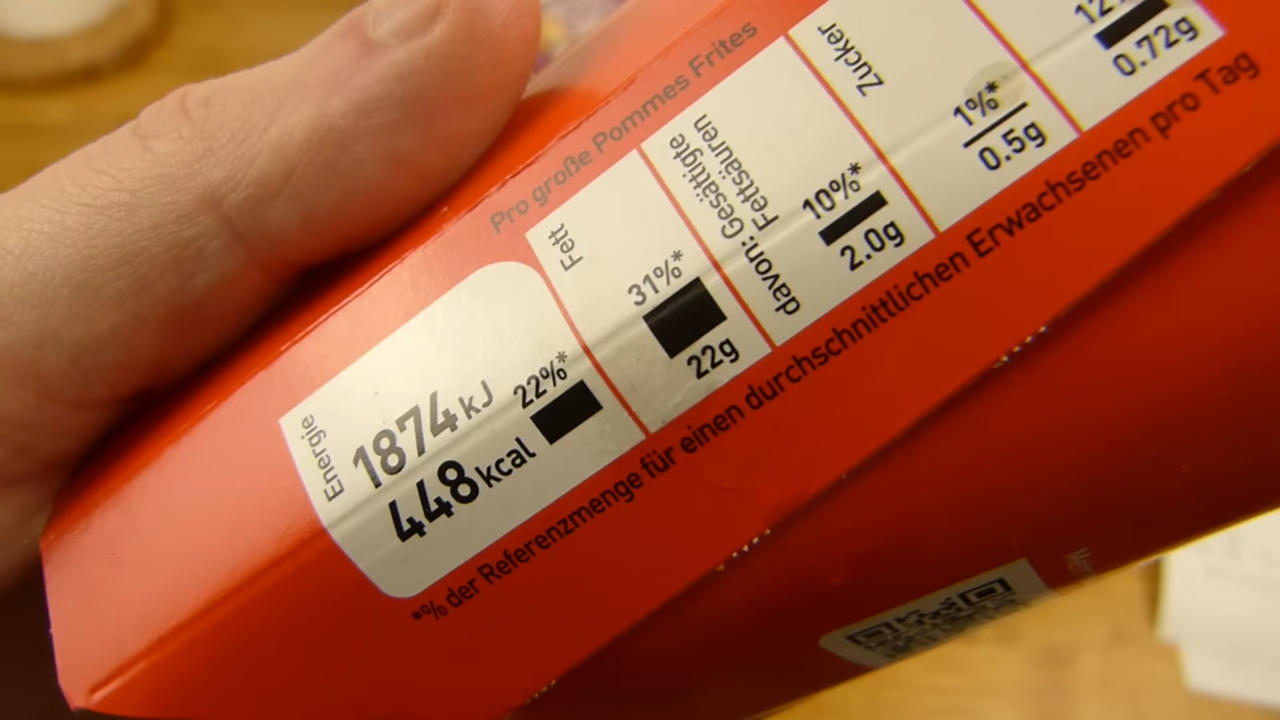 Pro große Pommes Frites
Energie
1874 kJ
448 kcal
22%*
Fett
31%*
22g
davon: Gesättigte
Fettsäuren
10%*
2.0g
Zucker
1%*
0.5g
0.72g
*% der Referenzmenge für einen durchschnittlichen Erwachsenen pro Tag